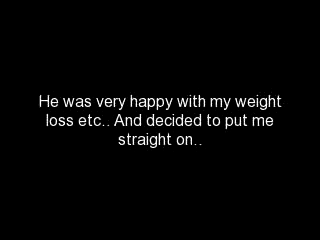 He was very happy with my weight
loss etc.. And decided to put me
straight on..